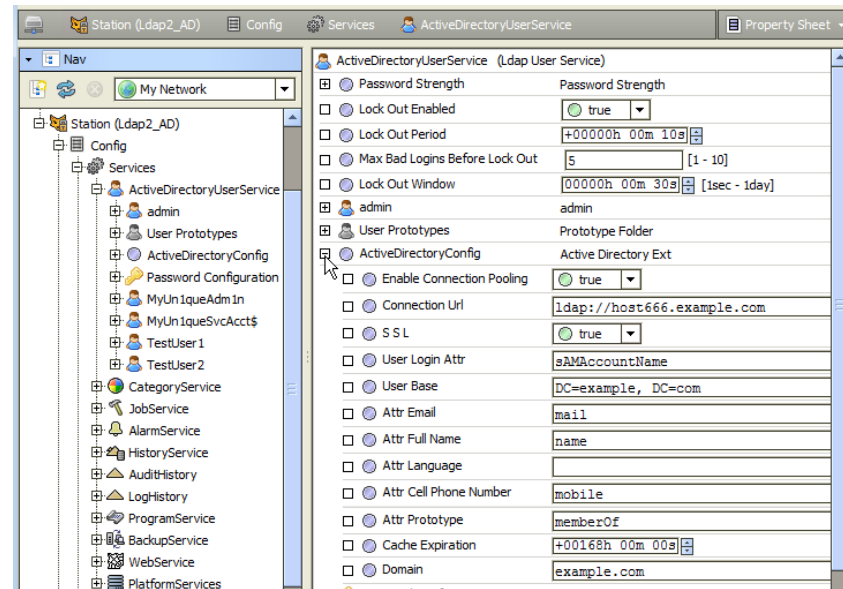 Station (Ldap2_AD) Config Services ActiveDirectoryUserService Property Sheet
Nav
My Network
Station (Ldap2_AD)
Config
Services
ActiveDirectoryUserService
admin
User Prototypes
ActiveDirectoryConfig
Password Configuration
MyUn1queAdm1n
MyUn1queSvcAcct$
TestUser1
TestUser2
CategoryService
JobService
AlarmService
HistoryService
AuditHistory
LogHistory
ProgramService
BackupService
WebService
PlatformServices
ActiveDirectoryUserService (Ldap User Service)
Password Strength Password Strength
Lock Out Enabled true
Lock Out Period +00000h 00m 10s
Max Bad Logins Before Lock Out 5 [1 - 10]
Lock Out Window 00000h 00m 30s [1sec - 1day]
admin admin
User Prototypes Prototype Folder
ActiveDirectoryConfig Active Directory Ext
Enable Connection Pooling true
Connection Url ldap://host666.example.com
SSL true
User Login Attr sAMAccountName
User Base DC=example, DC=com
Attr Email mail
Attr Full Name name
Attr Language
Attr Cell Phone Number mobile
Attr Prototype memberOf
Cache Expiration +00168h 00m 00s
Domain example.com